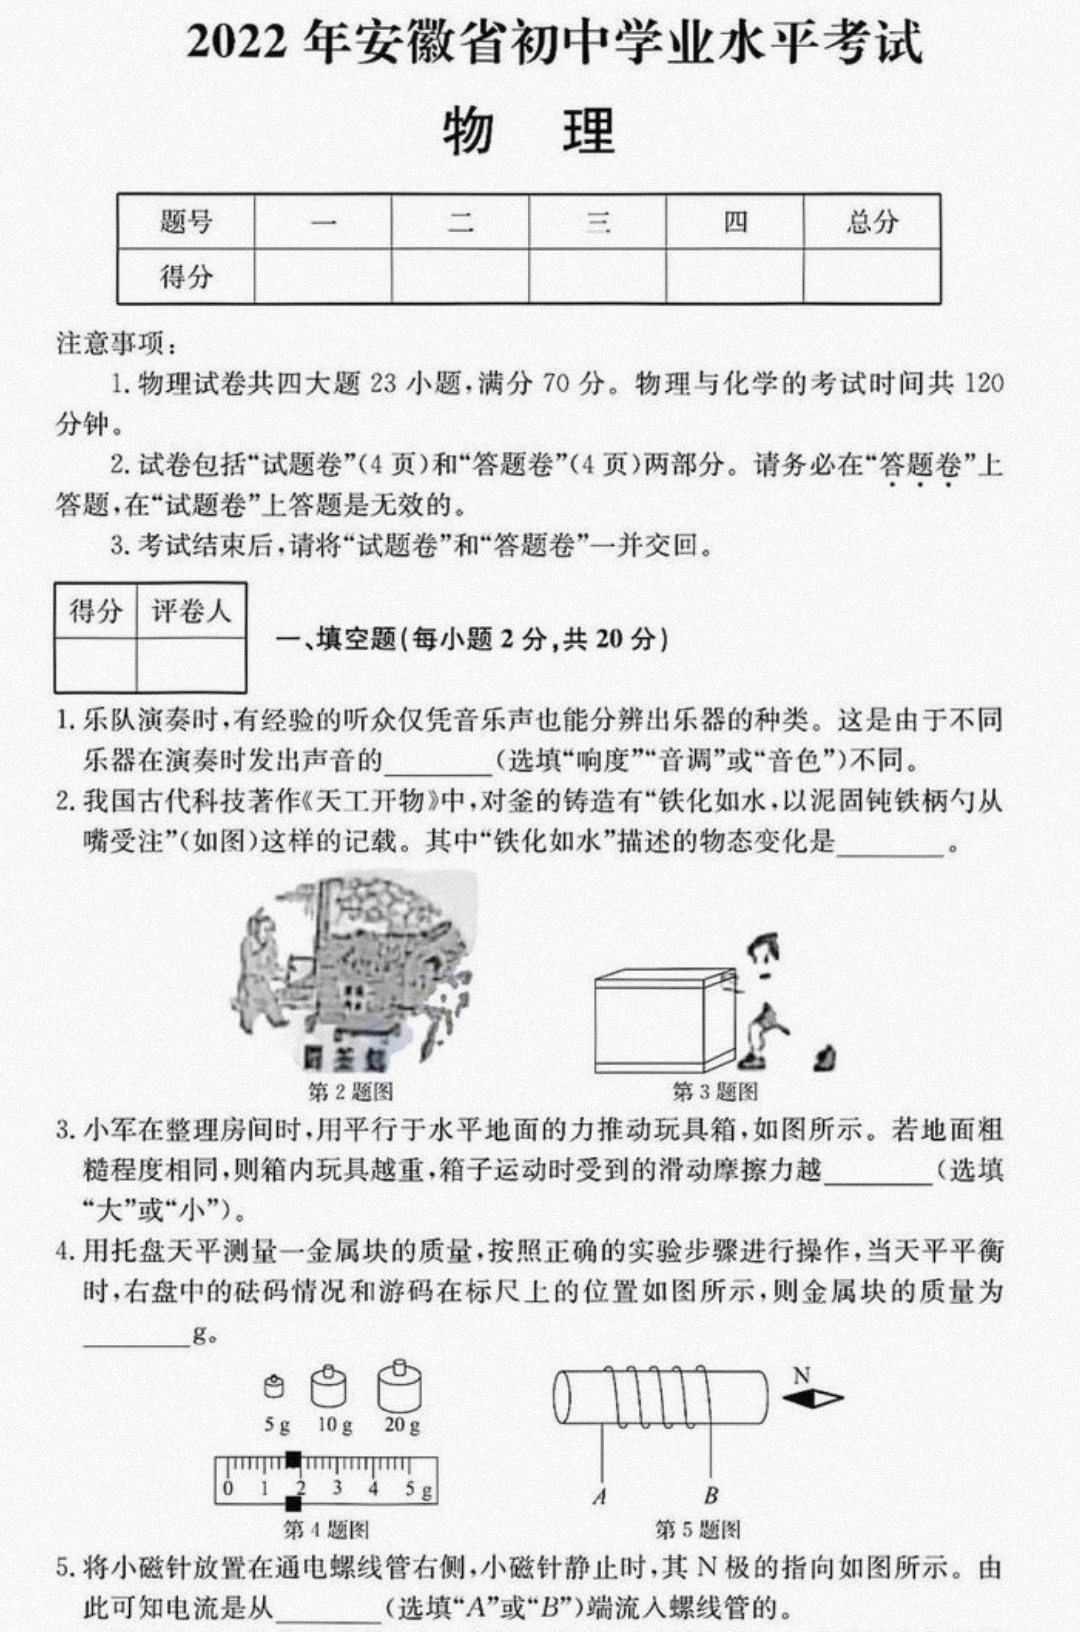 2022 年安徽省初中学业水平考试
物 理
题号 一 二 三 四 总分
得分
注意事项：
1. 物理试卷共四大题 23 小题，满分 70 分。物理与化学的考试时间共 120
分钟。
2. 试卷包括“试题卷”（4 页）和“答题卷”（4 页）两部分。请务必在“答题卷”上
答题，在“试题卷”上答题是无效的。
3. 考试结束后，请将“试题卷”和“答题卷”一并交回。
得分 评卷人
一、填空题（每小题 2 分，共 20 分）
1. 乐队演奏时，有经验的听众仅凭音乐声也能分辨出乐器的种类。这是由于不同
乐器在演奏时发出声音的________（选填“响度”“音调”或“音色”）不同。
2. 我国古代科技著作《天工开物》中，对釜的铸造有“铁化如水，以泥固钝铁柄勺从
嘴受注”（如图）这样的记载。其中“铁化如水”描述的物态变化是________。
第 2 题图 第 3 题图
3. 小军在整理房间时，用平行于水平地面的力推动玩具箱，如图所示。若地面粗
糙程度相同，则箱内玩具越重，箱子运动时受到的滑动摩擦力越________（选填
“大”或“小”）。
4. 用托盘天平测量一金属块的质量，按照正确的实验步骤进行操作，当天平平衡
时，右盘中的砝码情况和游码在标尺上的位置如图所示，则金属块的质量为
________g。
5 g 10 g 20 g
0 1 2 3 4 5 g
第 4 题图
N
A B
第 5 题图
5. 将小磁针放置在通电螺线管右侧，小磁针静止时，其 N 极的指向如图所示。由
此可知电流是从________（选填“A”或“B”）端流入螺线管的。